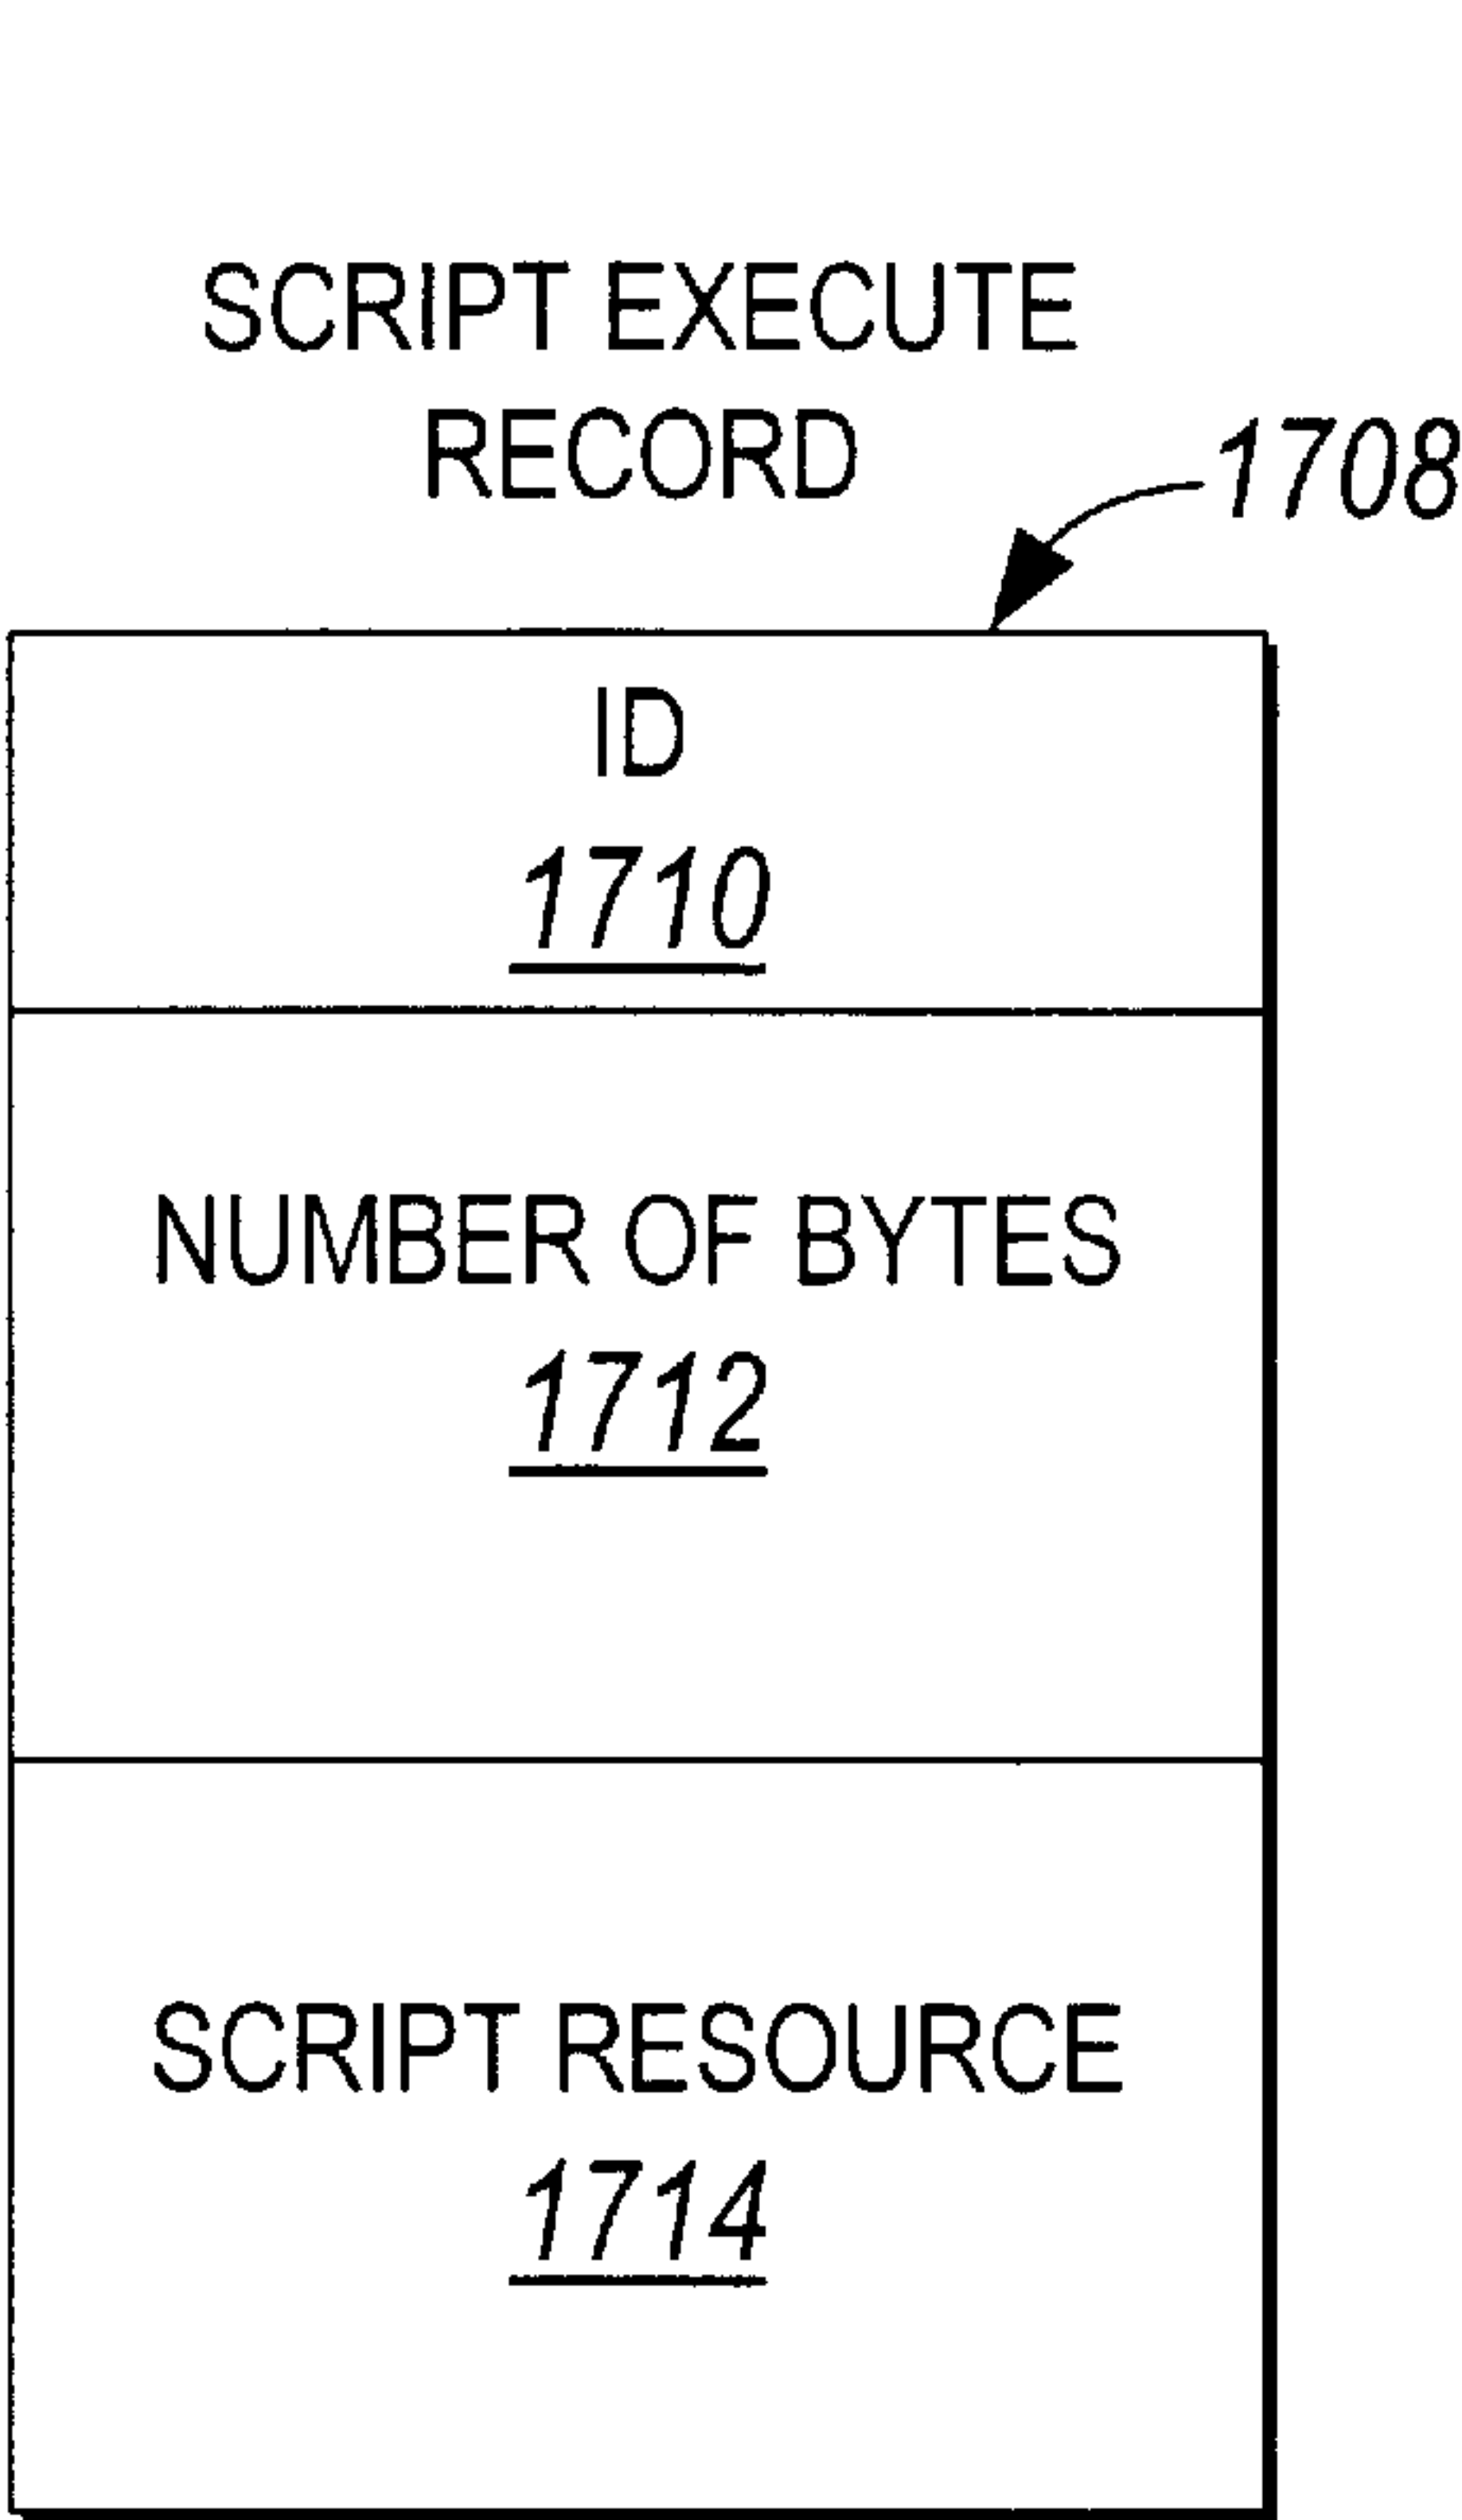 SCRIPT EXECUTE
RECORD
1708
ID
1710
NUMBER OF BYTES
1712
SCRIPT RESOURCE
1714